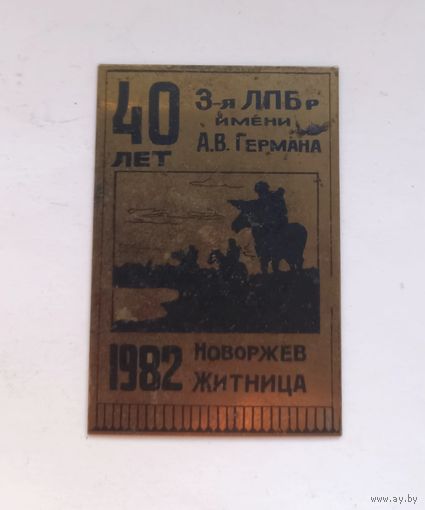 40
ЛЕТ
3-я ЛПБр
имени
А.В. Германа
1982
Новоржев
Житница
www.ay.by